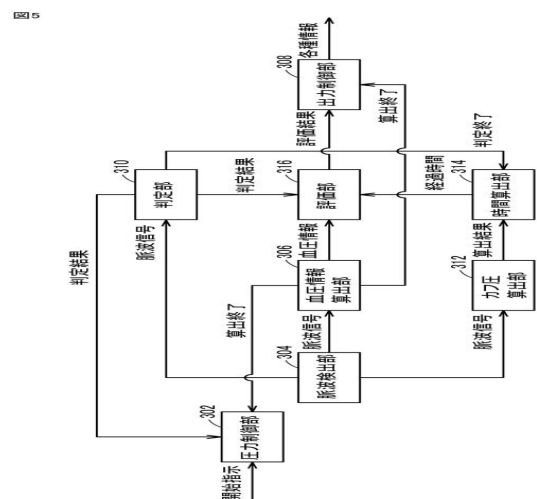 図5
開始指示
302
圧力制御部
判定結果
算出終了
304
脈波検出部
脈波信号
脈波信号
脈波信号
306
血圧情報
算出部
310
判定部
312
カフ圧
算出部
血圧情報
判定結果
算出結果
316
評価部
314
時間算出部
経過時間
判定終了
評価結果
算出終了
308
出力制御部
各種情報